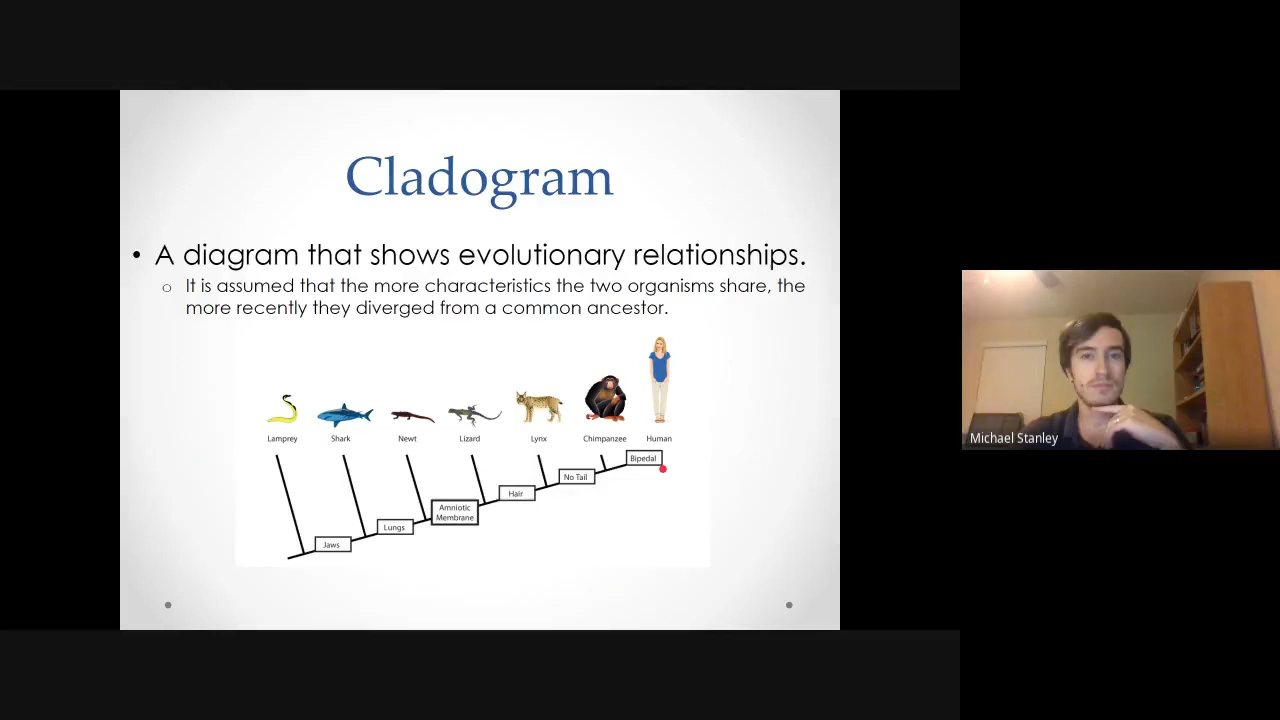 Cladogram
• A diagram that shows evolutionary relationships.
o It is assumed that the more characteristics the two organisms share, the
more recently they diverged from a common ancestor.
Lamprey Shark Newt Lizard Lynx Chimpanzee Human
Bipedal
No Tail
Hair
Amniotic
Membrane
Lungs
Jaws
Michael Stanley